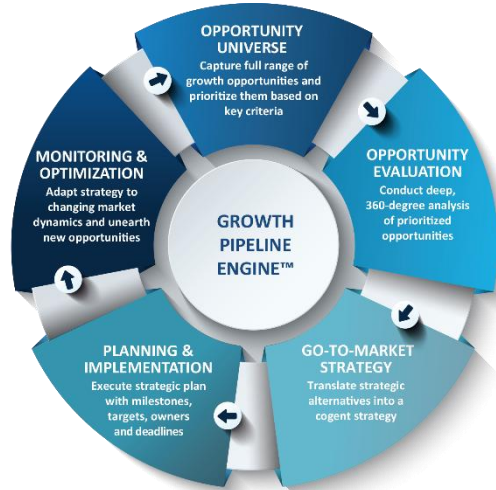 OPPORTUNITY
UNIVERSE
Capture full range of
growth opportunities and
prioritize them based on
key criteria
OPPORTUNITY
EVALUATION
Conduct deep,
360-degree analysis
of prioritized
opportunities
GO-TO-MARKET
STRATEGY
Translate strategic
alternatives into a
cogent strategy
PLANNING &
IMPLEMENTATION
Execute strategic plan
with milestones,
targets, owners
and deadlines
MONITORING &
OPTIMIZATION
Adapt strategy to
changing market
dynamics and unearth
new opportunities
GROWTH
PIPELINE
ENGINE™